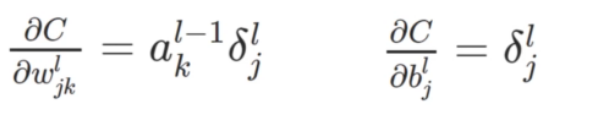 ∂C/∂w^l_{jk} = a^{l−1}_k δ^l_j    ∂C/∂b^l_j = δ^l_j